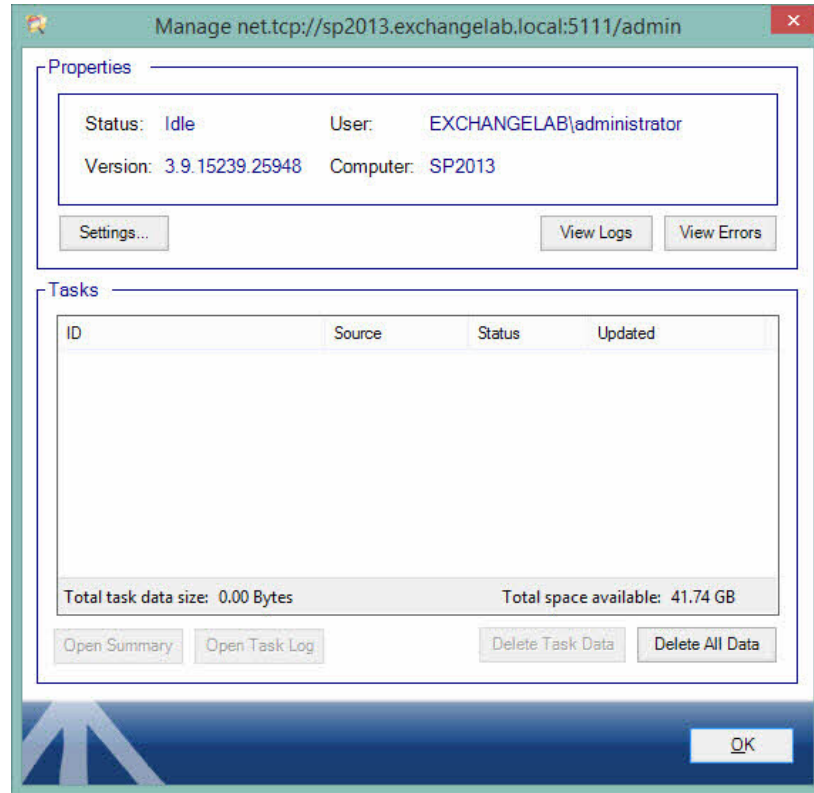 Manage net.tcp://sp2013.exchangelab.local:5111/admin
Properties
Status: Idle User: EXCHANGELAB\administrator
Version: 3.9.15239.25948 Computer: SP2013
Settings... View Logs View Errors
Tasks
ID Source Status Updated
Total task data size: 0.00 Bytes Total space available: 41.74 GB
Open Summary Open Task Log Delete Task Data Delete All Data
OK